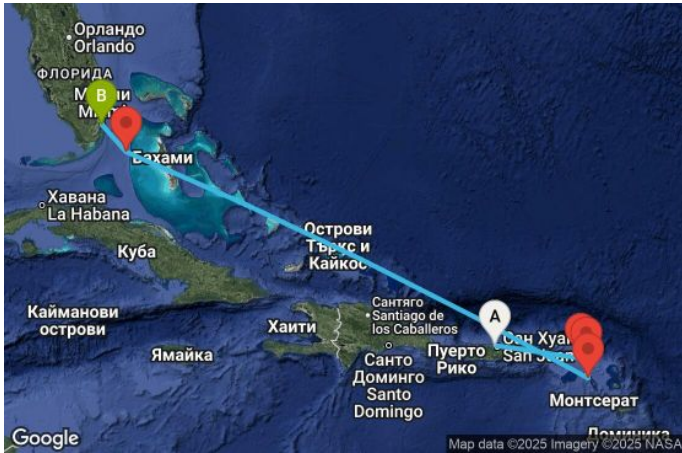 Орландо
Orlando
ФЛОРИДА
B
Бахами
Хавана
La Habana
Куба
Острови
Търкс и
Кайкос
Кайманови
острови
Ямайка
Хаити
Сантяго
Santiago de
los Caballeros
Санто
Доминго
Santo
Domingo
A
Пуерто
Рико
Сан Хуан
San Juan
Монтсерат
Доминика
Google
Map data ©2025 Imagery ©2025 NASA